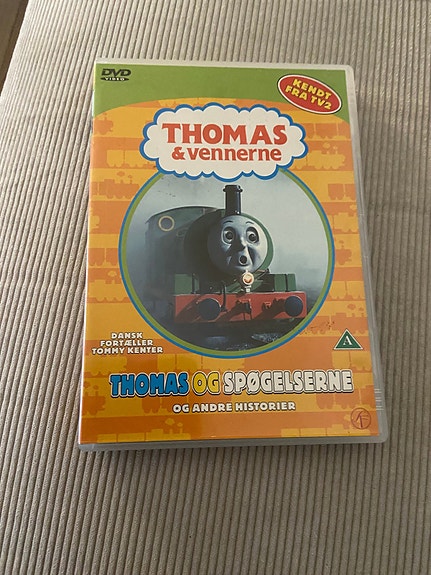 DVD
VIDEO
KENDT
FRA TV2
THOMAS
& vennerne
DANSK
FORTÆLLER
TOMMY KENTER
A
THOMAS OG SPØGELSERNE
OG ANDRE HISTORIER